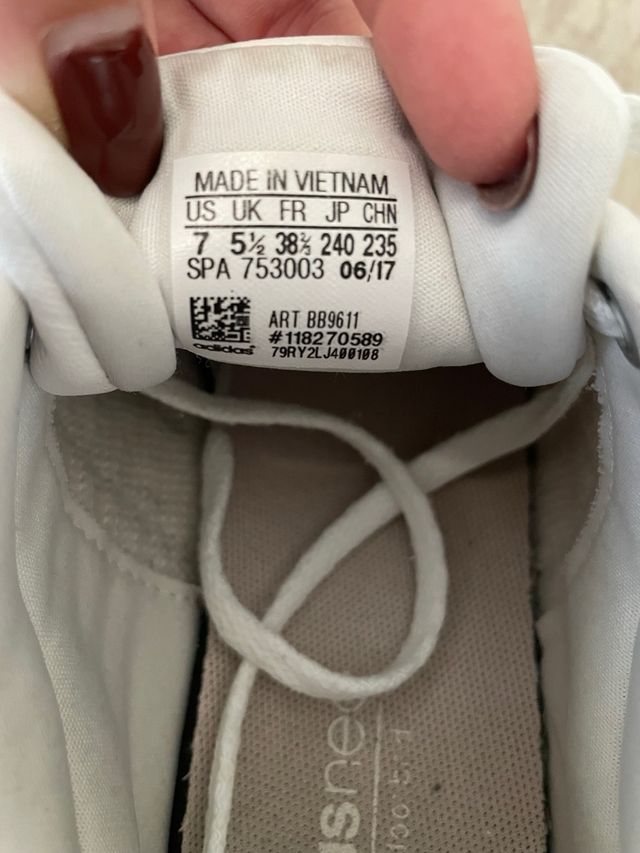 MADE IN VIETNAM
US UK FR JP CHN
7 5½ 38⅔ 240 235
SPA 753003 06/17
ART BB9611
#118270589
adidas 79RY2LJ400108
usneo